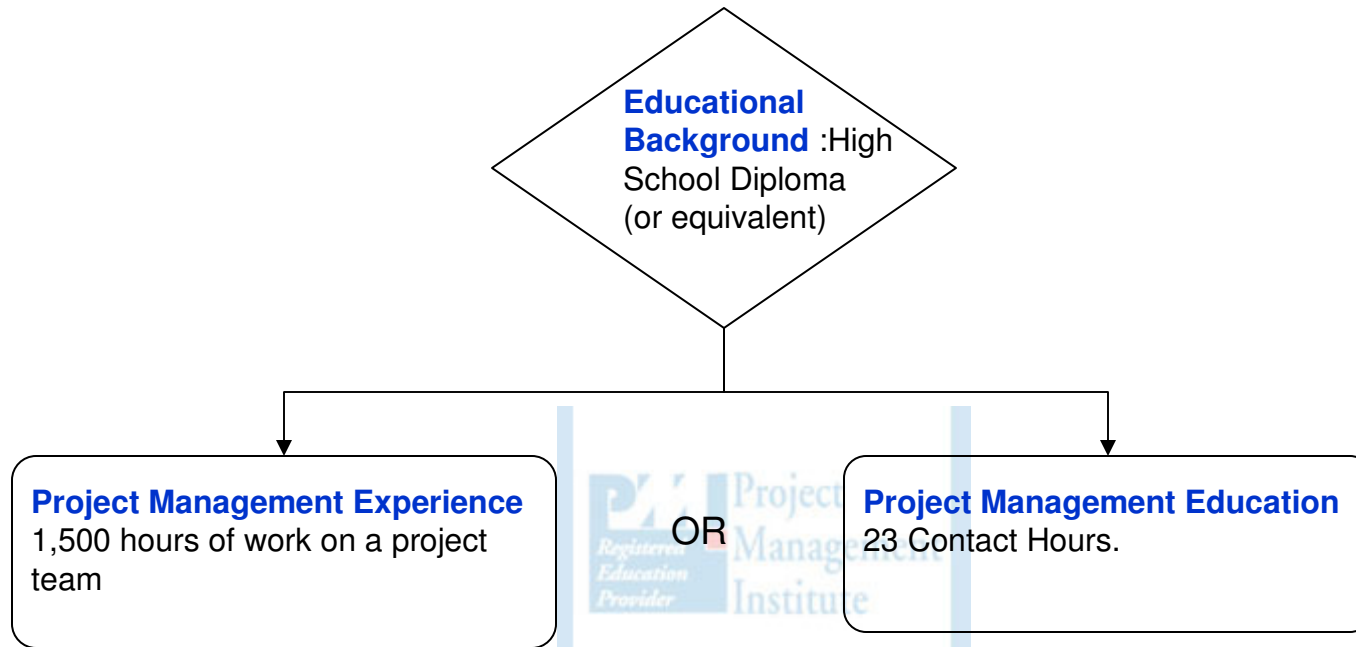 Educational
Background :High
School Diploma
(or equivalent)
Project Management Experience
1,500 hours of work on a project
team
OR
Project Management Education
23 Contact Hours.
Registered
Education
Provider
Project
Management
Institute